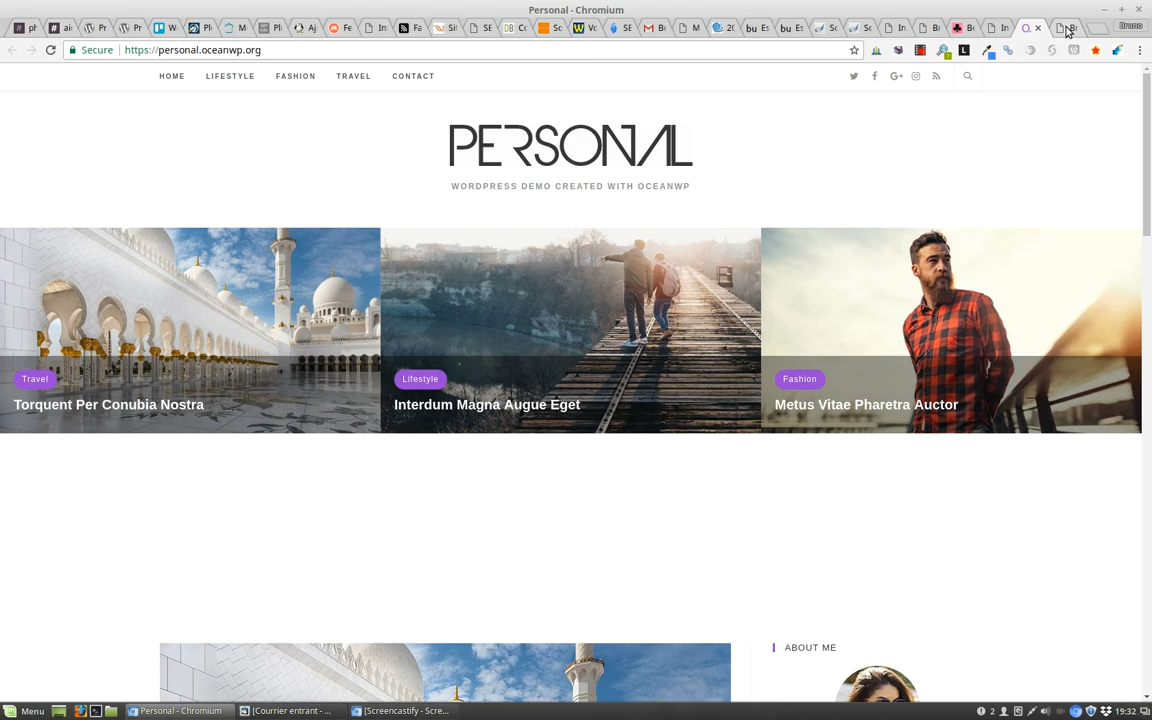 Personal - Chromium
Bruno
Secure https://personal.oceanwp.org
HOME LIFESTYLE FASHION TRAVEL CONTACT
PERSONAL
WORDPRESS DEMO CREATED WITH OCEANWP
Travel
Torquent Per Conubia Nostra
Lifestyle
Interdum Magna Augue Eget
Fashion
Metus Vitae Pharetra Auctor
ABOUT ME
Menu Personal - Chromium [Courrier entrant - ... [Screencastify - Scre... 2 19:32